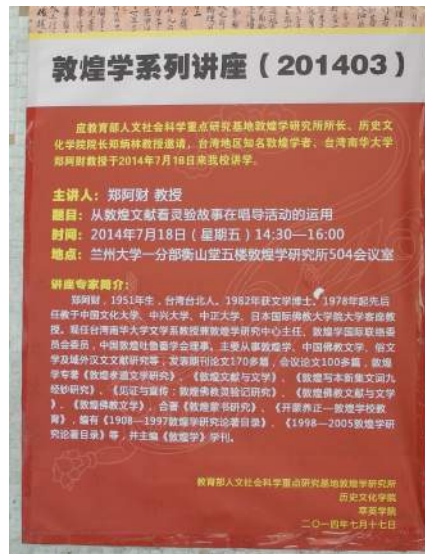 敦煌学系列讲座（201403）
应教育部人文社会科学重点研究基地敦煌学研究所所长、历史文
化学院院长郑炳林教授邀请，台湾地区知名敦煌学者、台湾南华大学
郑阿财教授于2014年7月18日来我校讲学。
主讲人：郑阿财 教授
题目：从敦煌文献看灵验故事在唱导活动的运用
时间：2014年7月18日（星期五）14:30—16:00
地点：兰州大学一分部衡山堂五楼敦煌学研究所504会议室
讲座专家简介：
郑阿财，1951年生，台湾台北人。1982年获文学博士。1978年起先后
任教于中国文化大学、中兴大学、中正大学、日本国际佛教大学院大学客座教
授。现任台湾南华大学文学系教授兼敦煌学研究中心主任、敦煌学国际联络委
员会委员，中国敦煌吐鲁番学会理事。主要从事敦煌学、中国佛教文学、俗文
学及域外汉文文献研究等，发表期刊论文170多篇，会议论文100多篇，敦煌
学专著《敦煌孝道文学研究》、《敦煌文献与文学》、《敦煌写本新集文词九
经钞研究》、《见证与宣传：敦煌佛教灵验记研究》、《敦煌佛教文献与文学
》、《敦煌佛教文学》，合著《敦煌蒙书研究》、《开蒙养正—敦煌学校教
育》，编有《1908—1997敦煌学研究论著目录》、《1998—2005敦煌学研
究论著目录》等，并主编《敦煌学》学刊。
教育部人文社会科学重点研究基地敦煌学研究所
历史文化学院
萃英学院
二〇一四年七月十七日